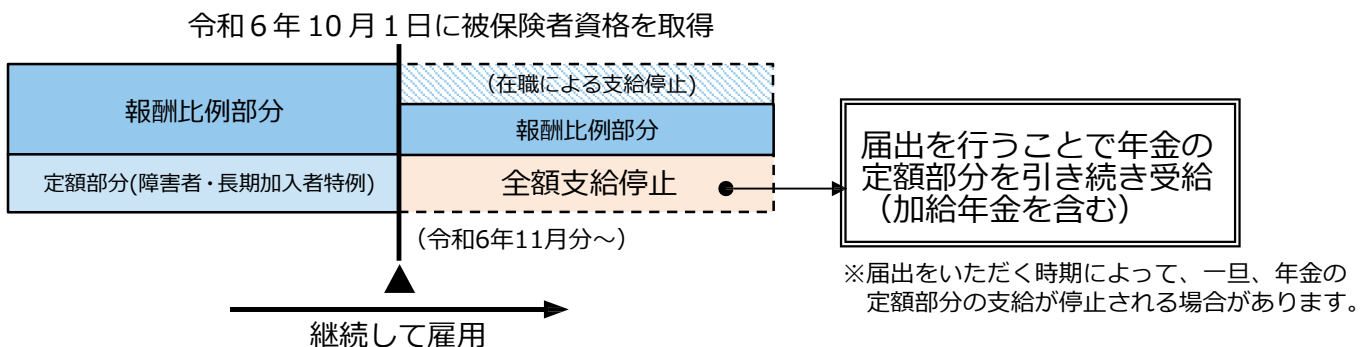 令和６年 10 月１日に被保険者資格を取得
報酬比例部分
定額部分(障害者・長期加入者特例)
(在職による支給停止)
報酬比例部分
全額支給停止
（令和6年11月分～）
継続して雇用
届出を行うことで年金の
定額部分を引き続き受給
（加給年金を含む）
※届出をいただく時期によって、一旦、年金の
定額部分の支給が停止される場合があります。